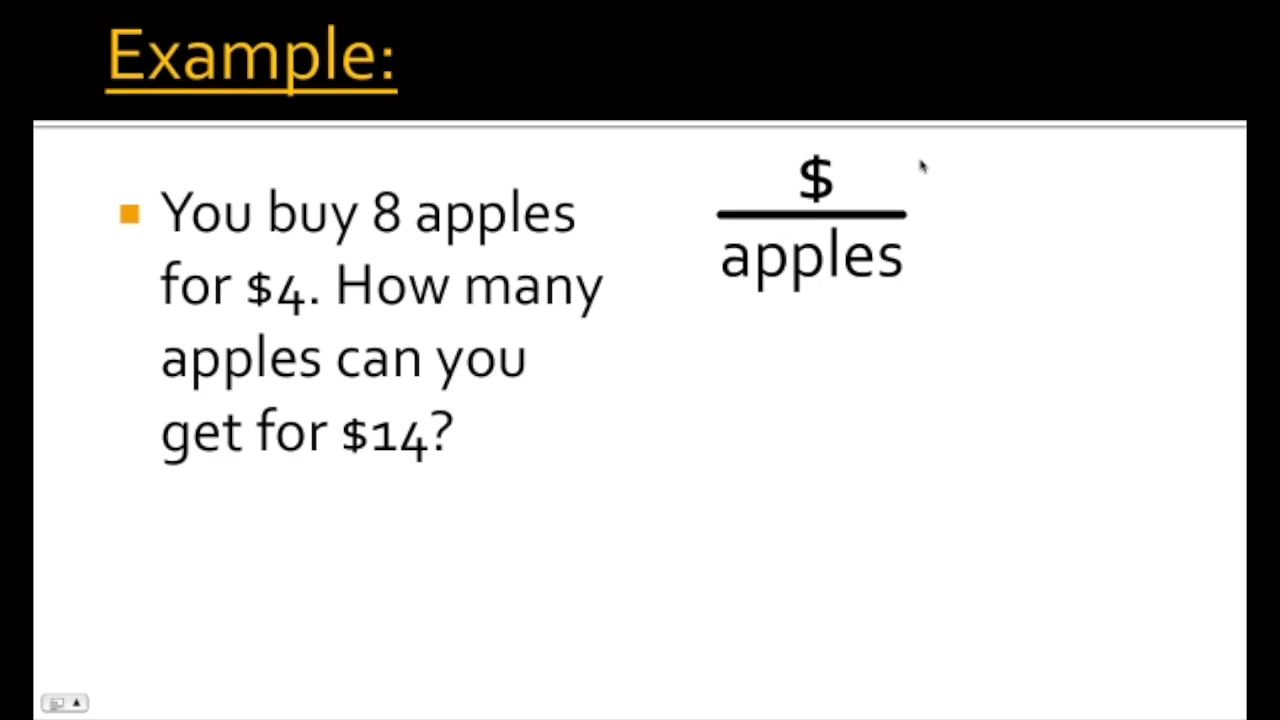 Example:
You buy 8 apples
for $4. How many
apples can you
get for $14?
$
apples